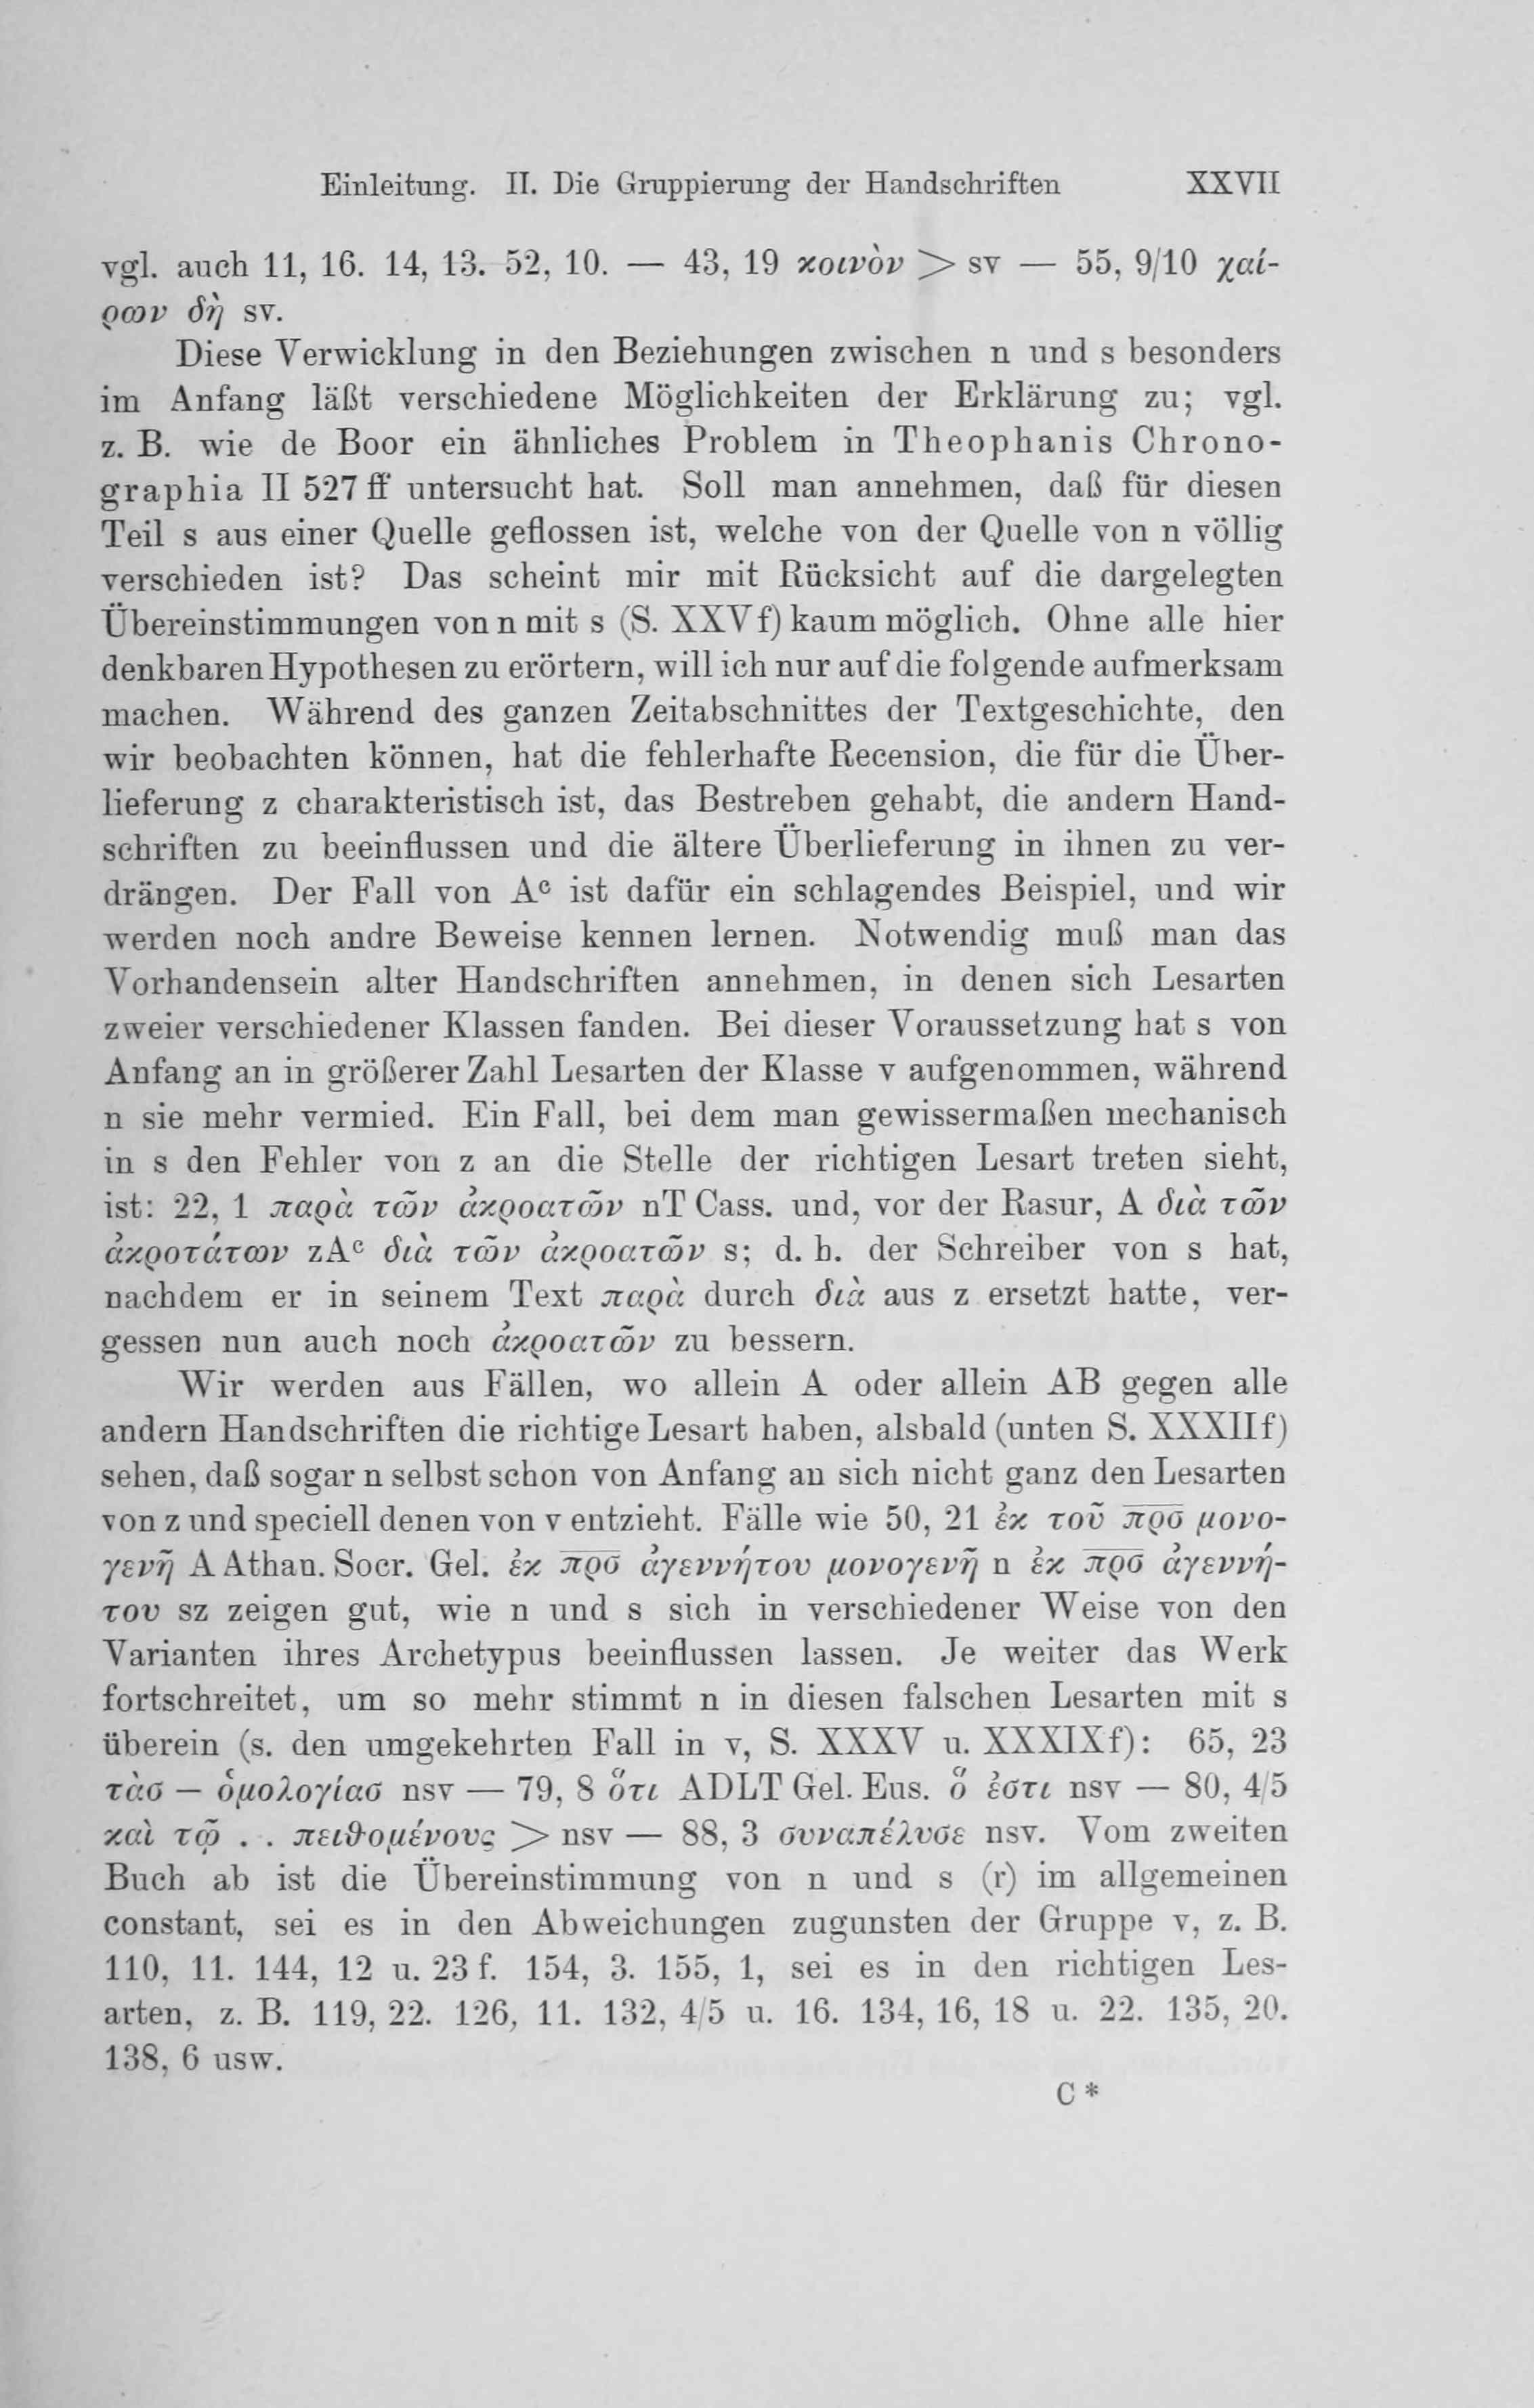 Einleitung. II. Die Gruppierung der Handschriften XXVII
vgl. auch 11, 16. 14, 13. 52, 10. — 43, 19 κοινὸν > sv — 55, 9/10 χαί-
ρων δὴ sv.
Diese Verwicklung in den Beziehungen zwischen n und s besonders
im Anfang läßt verschiedene Möglichkeiten der Erklärung zu; vgl.
z. B. wie de Boor ein ähnliches Problem in Theophanis Chrono-
graphia II 527 ff untersucht hat. Soll man annehmen, daß für diesen
Teil s aus einer Quelle geflossen ist, welche von der Quelle von n völlig
verschieden ist? Das scheint mir mit Rücksicht auf die dargelegten
Übereinstimmungen von n mit s (S. XXV f) kaum möglich. Ohne alle hier
denkbaren Hypothesen zu erörtern, will ich nur auf die folgende aufmerksam
machen. Während des ganzen Zeitabschnittes der Textgeschichte, den
wir beobachten können, hat die fehlerhafte Recension, die für die Über-
lieferung z charakteristisch ist, das Bestreben gehabt, die andern Hand-
schriften zu beeinflussen und die ältere Überlieferung in ihnen zu ver-
drängen. Der Fall von Aᶜ ist dafür ein schlagendes Beispiel, und wir
werden noch andre Beweise kennen lernen. Notwendig muß man das
Vorhandensein alter Handschriften annehmen, in denen sich Lesarten
zweier verschiedener Klassen fanden. Bei dieser Voraussetzung hat s von
Anfang an in größerer Zahl Lesarten der Klasse v aufgenommen, während
n sie mehr vermied. Ein Fall, bei dem man gewissermaßen mechanisch
in s den Fehler von z an die Stelle der richtigen Lesart treten sieht,
ist: 22, 1 παρὰ τῶν ἀκροατῶν nT Cass. und, vor der Rasur, A διὰ τῶν
ἀκροτάτων zAᶜ διὰ τῶν ἀκροατῶν s; d. h. der Schreiber von s hat,
nachdem er in seinem Text παρὰ durch διὰ aus z ersetzt hatte, ver-
gessen nun auch noch ἀκροατῶν zu bessern.
Wir werden aus Fällen, wo allein A oder allein AB gegen alle
andern Handschriften die richtige Lesart haben, alsbald (unten S. XXXII f)
sehen, daß sogar n selbst schon von Anfang an sich nicht ganz den Lesarten
von z und speciell denen von v entzieht. Fälle wie 50, 21 ἐκ τοῦ π̅ρ̅σ̅ μονο-
γενῆ A Athan. Socr. Gel. ἐκ π̅ρ̅σ̅ ἀγεννήτου μονογενῆ n ἐκ π̅ρ̅σ̅ ἀγεννή-
του sz zeigen gut, wie n und s sich in verschiedener Weise von den
Varianten ihres Archetypus beeinflussen lassen. Je weiter das Werk
fortschreitet, um so mehr stimmt n in diesen falschen Lesarten mit s
überein (s. den umgekehrten Fall in v, S. XXXV u. XXXIX f): 65, 23
τὰσ — ὁμολογίασ nsv — 79, 8 ὅτι ADLT Gel. Eus. ὅ ἐστι nsv — 80, 4/5
καὶ τῷ . . πειθομένους > nsv — 88, 3 συναπέλυσε nsv. Vom zweiten
Buch ab ist die Übereinstimmung von n und s (r) im allgemeinen
constant, sei es in den Abweichungen zugunsten der Gruppe v, z. B.
110, 11. 144, 12 u. 23 f. 154, 3. 155, 1, sei es in den richtigen Les-
arten, z. B. 119, 22. 126, 11. 132, 4/5 u. 16. 134, 16, 18 u. 22. 135, 20.
138, 6 usw.
C *